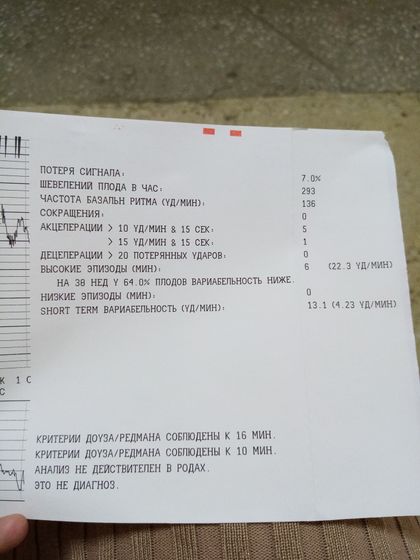 ПОТЕРЯ СИГНАЛА: 7.0%
ШЕВЕЛЕНИЙ ПЛОДА В ЧАС: 293
ЧАСТОТА БАЗАЛЬН РИТМА (УД/МИН): 136
СОКРАЩЕНИЯ: 0
АКЦЕЛЕРАЦИИ > 10 УД/МИН & 15 СЕК: 5
> 15 УД/МИН & 15 СЕК: 1
ДЕЦЕЛЕРАЦИИ > 20 ПОТЕРЯННЫХ УДАРОВ: 0
ВЫСОКИЕ ЭПИЗОДЫ (МИН): 6 (22.3 УД/МИН)
НА 38 НЕД У 64.0% ПЛОДОВ ВАРИАБЕЛЬНОСТЬ НИЖЕ.
НИЗКИЕ ЭПИЗОДЫ (МИН): 0
SHORT TERM ВАРИАБЕЛЬНОСТЬ (УД/МИН): 13.1 (4.23 УД/МИН)
К 1 С
С
КРИТЕРИИ ДОУЗА/РЕДМАНА СОБЛЮДЕНЫ К 16 МИН.
КРИТЕРИИ ДОУЗА/РЕДМАНА СОБЛЮДЕНЫ К 10 МИН.
АНАЛИЗ НЕ ДЕЙСТВИТЕЛЕН В РОДАХ.
ЭТО НЕ ДИАГНОЗ.